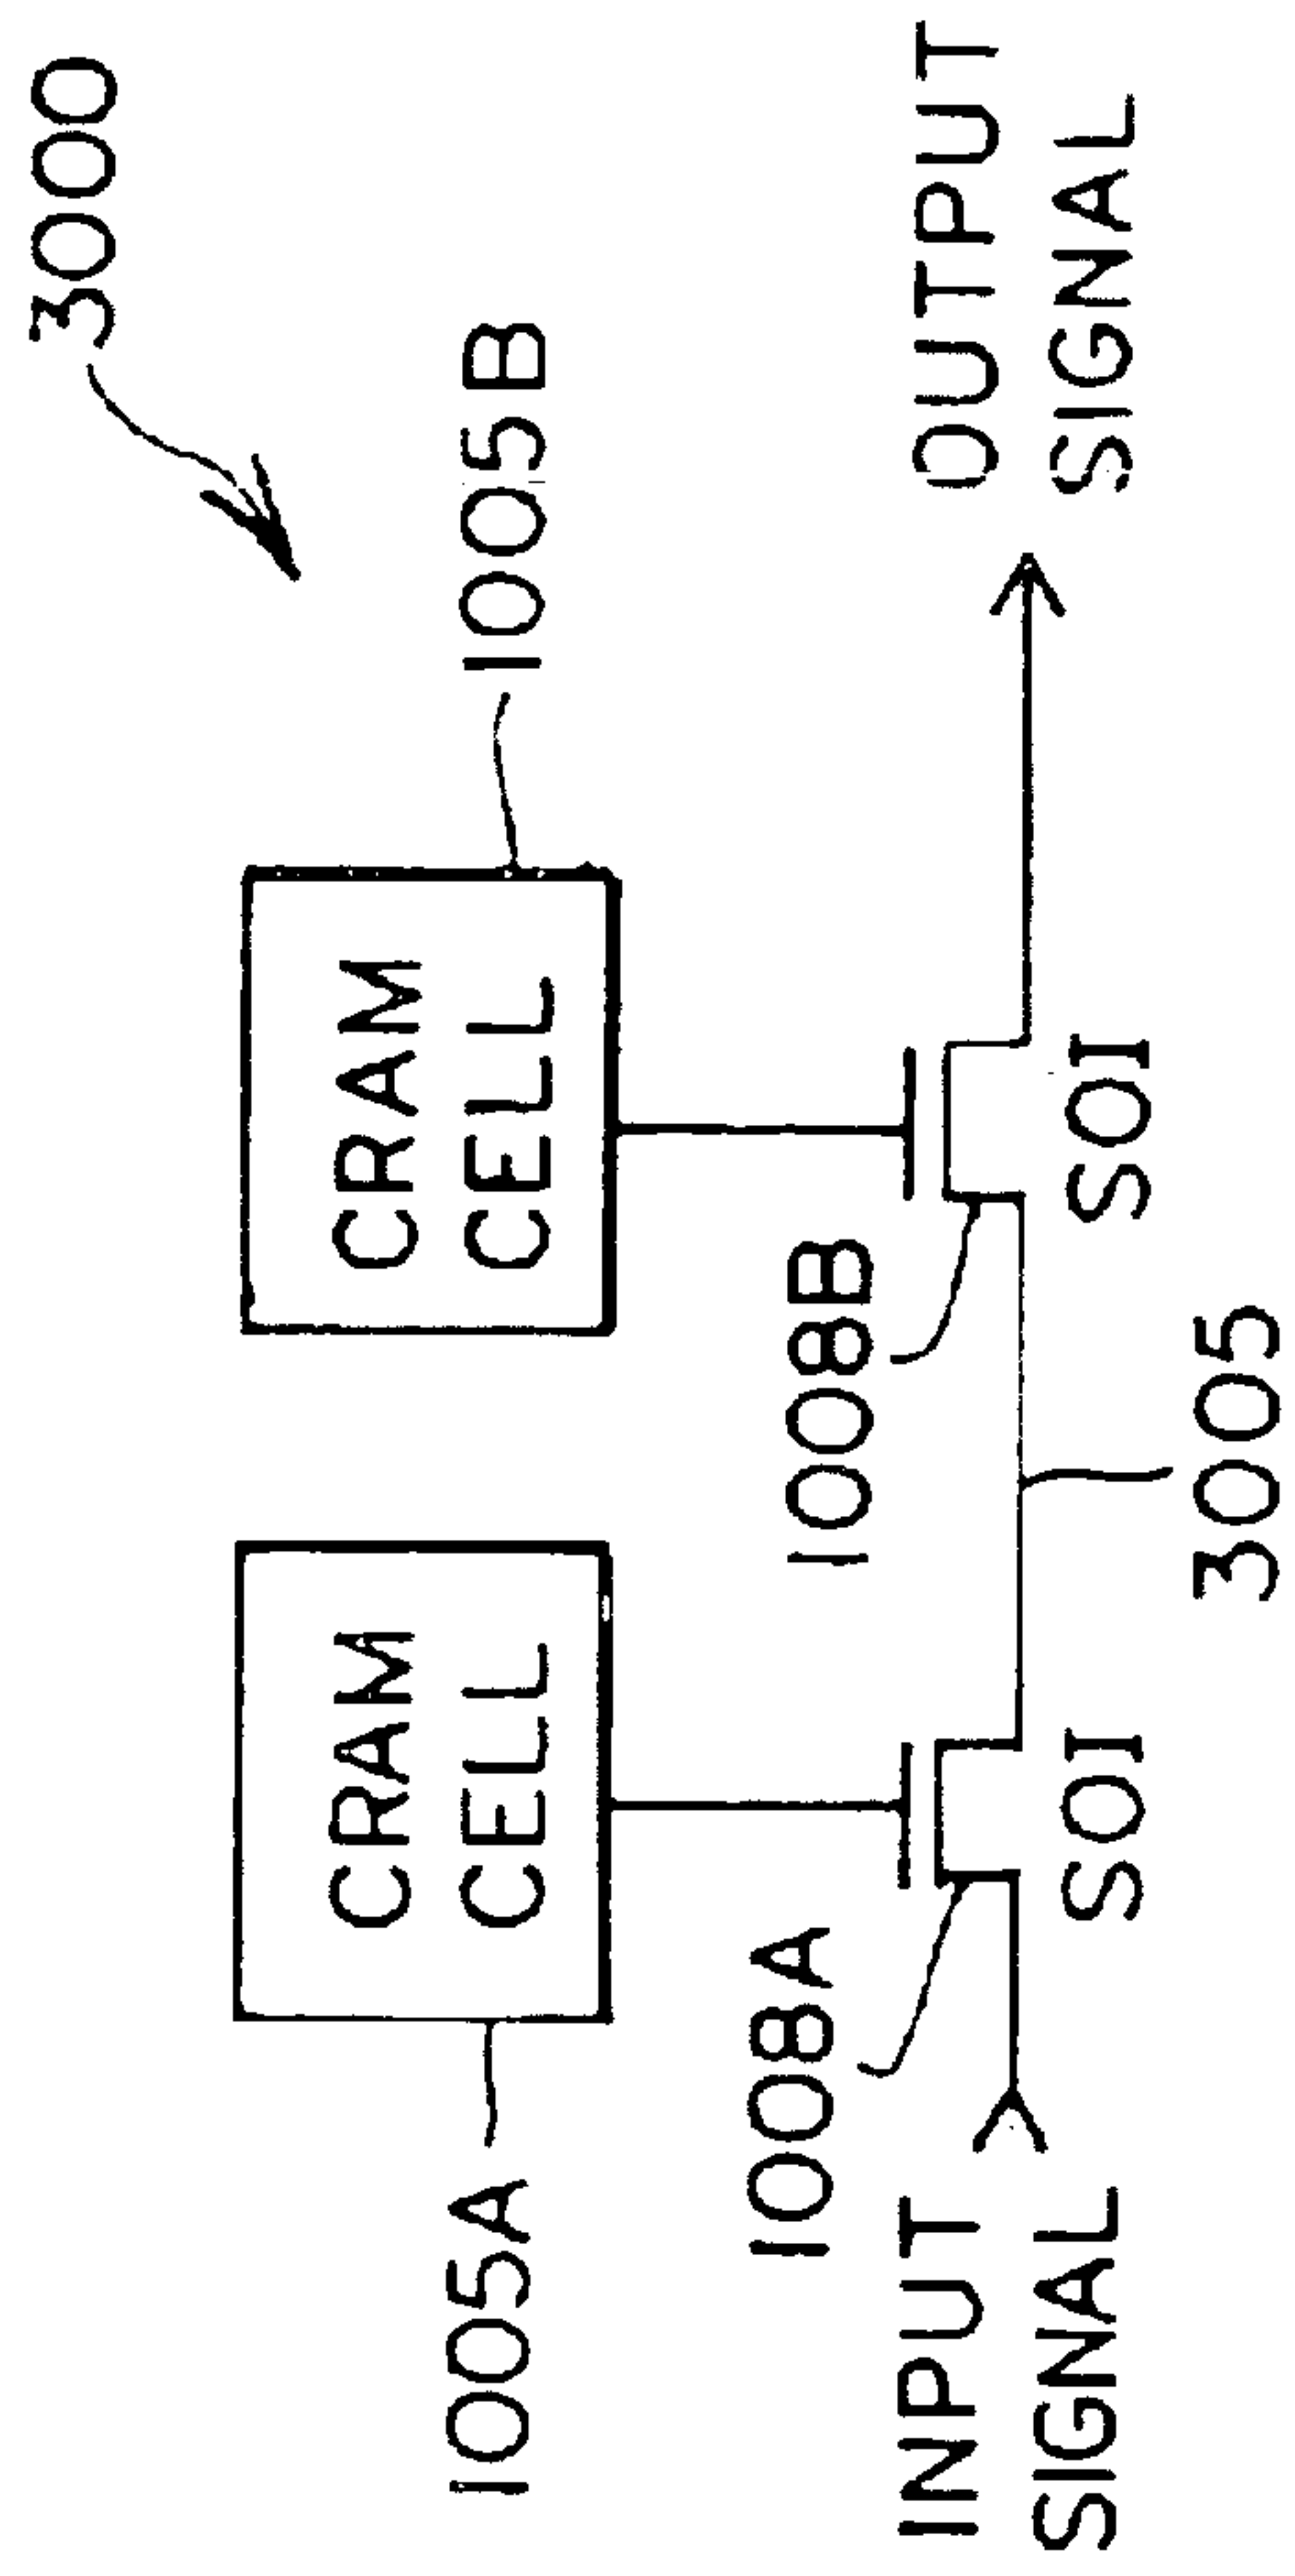 3000
1005A
CRAM
CELL
CRAM
CELL
1005B
1008A
1008B
INPUT
SIGNAL
SOI
SOI
OUTPUT
SIGNAL
3005